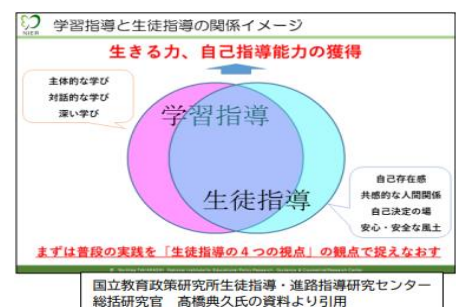 NIER
学習指導と生徒指導の関係イメージ
生きる力、自己指導能力の獲得
主体的な学び
対話的な学び
深い学び
学習指導
生徒指導
自己存在感
共感的な人間関係
自己決定の場
安心・安全な風土
まずは普段の実践を「生徒指導の4つの視点」の観点で捉えなおす
国立教育政策研究所生徒指導・進路指導研究センター
総括研究官 高橋典久氏の資料より引用